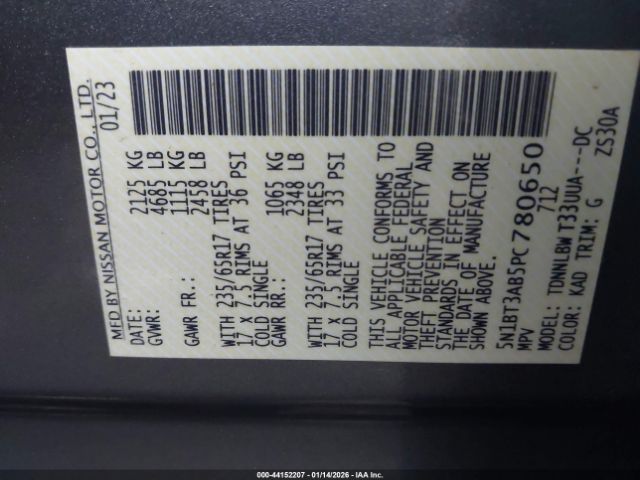 MFD BY NISSAN MOTOR CO., LTD.
DATE: 01/23
GVWR: 2125 KG
4685 LB
GAWR FR.: 1115 KG
2458 LB
WITH 235/65R17 TIRES
17 X 7.5 RIMS AT 36 PSI
COLD SINGLE
GAWR RR.: 1065 KG
2348 LB
WITH 235/65R17 TIRES
17 X 7.5 RIMS AT 33 PSI
COLD SINGLE
THIS VEHICLE CONFORMS TO
ALL APPLICABLE FEDERAL
MOTOR VEHICLE SAFETY AND
THEFT PREVENTION
STANDARDS IN EFFECT ON
THE DATE OF MANUFACTURE
SHOWN ABOVE.
5N1BT3AB5PC780650
MPV 712
MODEL: TDNNLBW T33UUA---DC
COLOR: KAD TRIM: G ZS30A
000-44152207 - 01/14/2026 - IAA Inc.